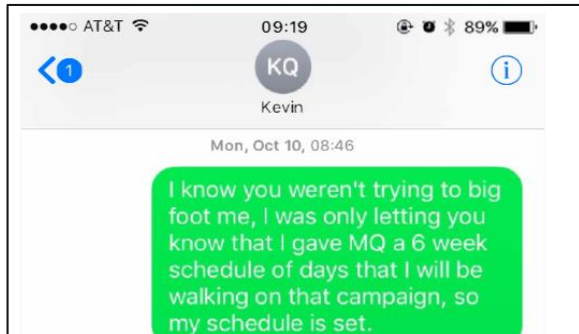 AT&T 09:19 89%
1 KQ i
Kevin
Mon, Oct 10, 08:46
I know you weren't trying to big
foot me, I was only letting you
know that I gave MQ a 6 week
schedule of days that I will be
walking on that campaign, so
my schedule is set.